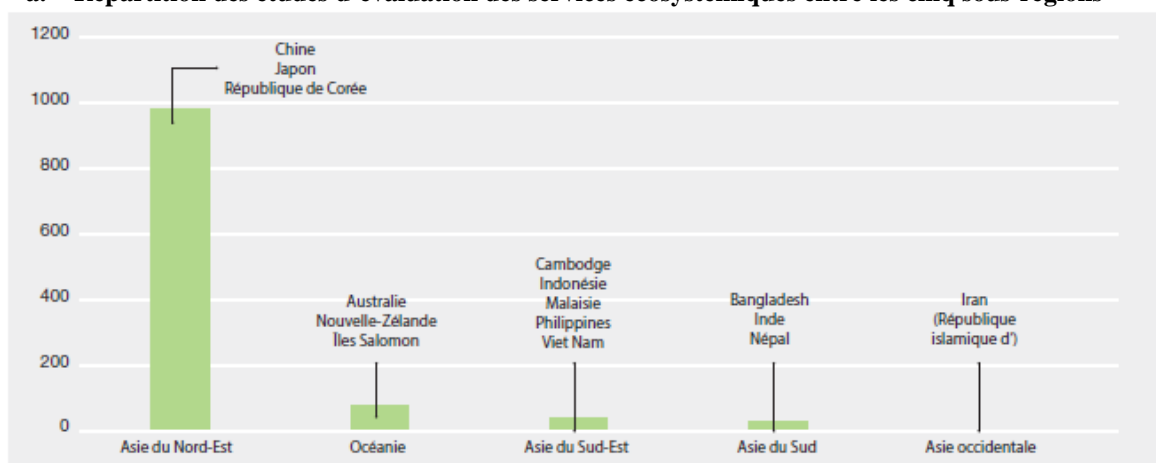 a. Répartition des études d'évaluation des services écosystémiques entre les cinq sous-régions
1200
1000
800
600
400
200
0
Chine
Japon
République de Corée
Australie
Nouvelle-Zélande
Îles Salomon
Cambodge
Indonésie
Malaisie
Philippines
Viet Nam
Bangladesh
Inde
Népal
Iran
(République
islamique d')
Asie du Nord-Est
Océanie
Asie du Sud-Est
Asie du Sud
Asie occidentale